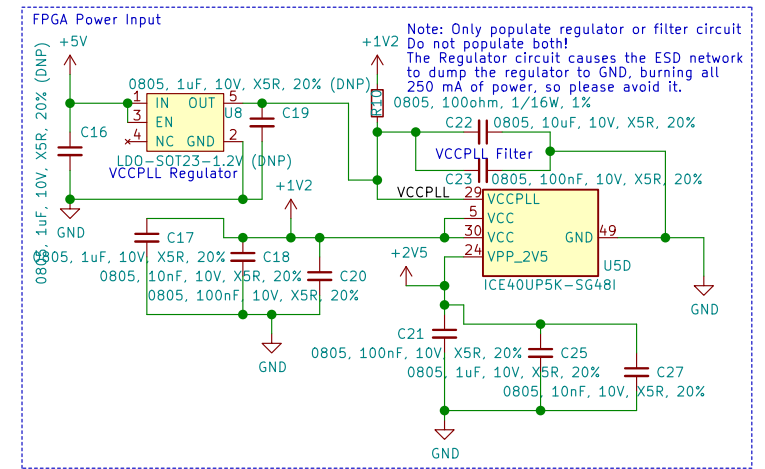 FPGA Power Input
Note: Only populate regulator or filter circuit
Do not populate both!
The Regulator circuit causes the ESD network
to dump the regulator to GND, burning all
250 mA of power, so please avoid it.
+5V
+1V2
0805, 1uF, 10V, X5R, 20% (DNP)
1 IN OUT 5
3 EN
4 NC GND 2
U8
C19
LDO-SOT23-1.2V (DNP)
VCCPLL Regulator
C16
0805, 1uF, 10V, X5R, 20% (DNP)
GND
R10
0805, 100ohm, 1/16W, 1%
C22
0805, 10uF, 10V, X5R, 20%
VCCPLL Filter
C23
0805, 100nF, 10V, X5R, 20%
VCCPLL
29 VCCPLL
5 VCC
30 VCC
24 VPP_2V5
GND 49
U5D
ICE40UP5K-SG48I
GND
+1V2
C17
0805, 1uF, 10V, X5R, 20%
C18
0805, 10nF, 10V, X5R, 20%
C20
0805, 100nF, 10V, X5R, 20%
GND
+2V5
C21
0805, 100nF, 10V, X5R, 20%
C25
0805, 1uF, 10V, X5R, 20%
C27
0805, 10nF, 10V, X5R, 20%
GND